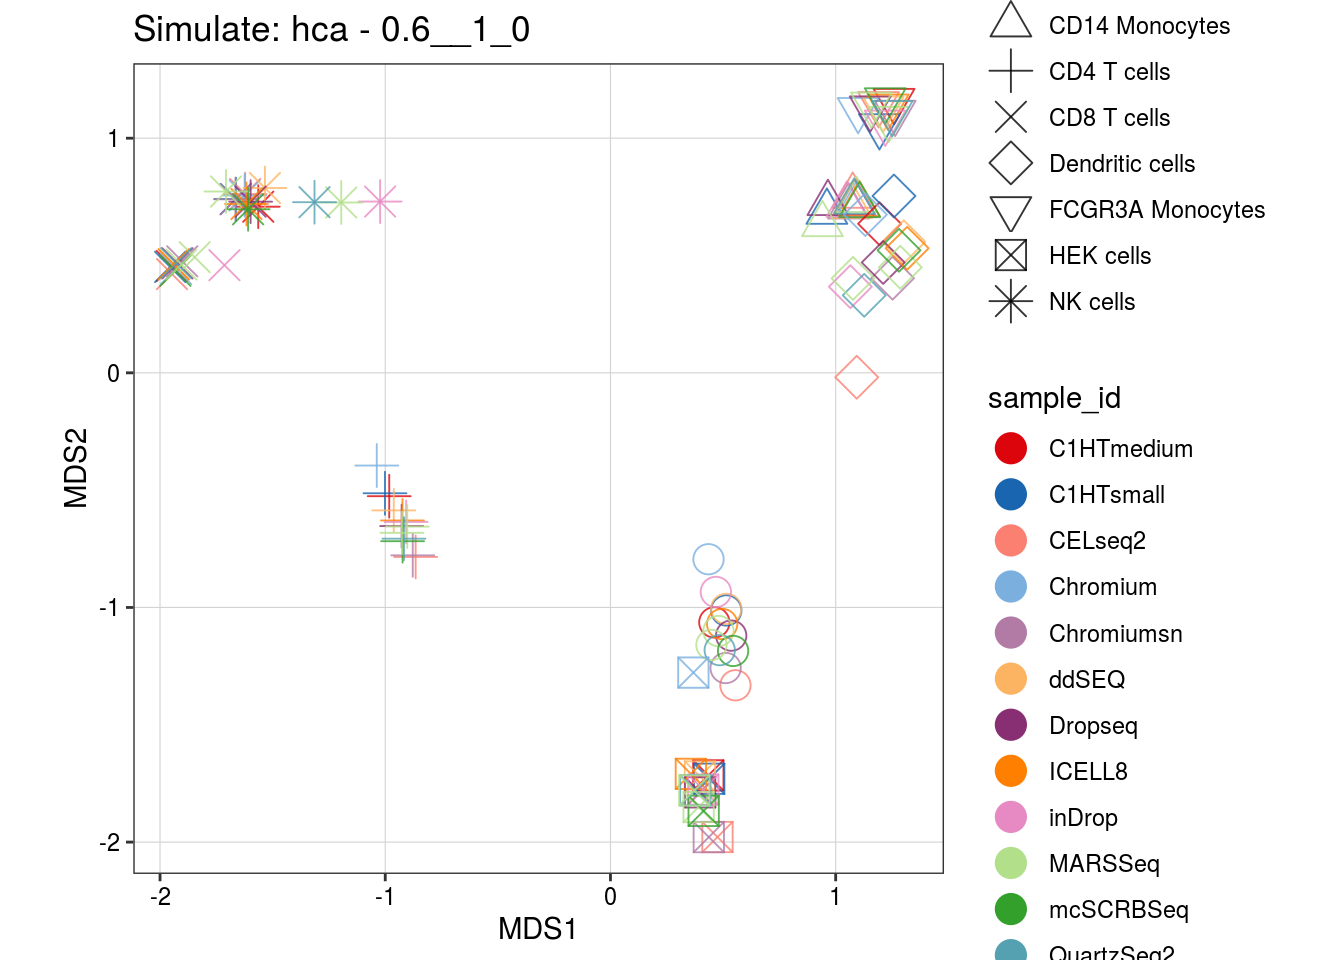 Simulate: hca - 0.6__1_0
1
0
-1
-2
-2
-1
0
1
MDS1
MDS2
CD14 Monocytes
CD4 T cells
CD8 T cells
Dendritic cells
FCGR3A Monocytes
HEK cells
NK cells
sample_id
C1HTmedium
C1HTsmall
CELseq2
Chromium
Chromiumsn
ddSEQ
Dropseq
ICELL8
inDrop
MARSSeq
mcSCRBSeq
QuartzSeq2